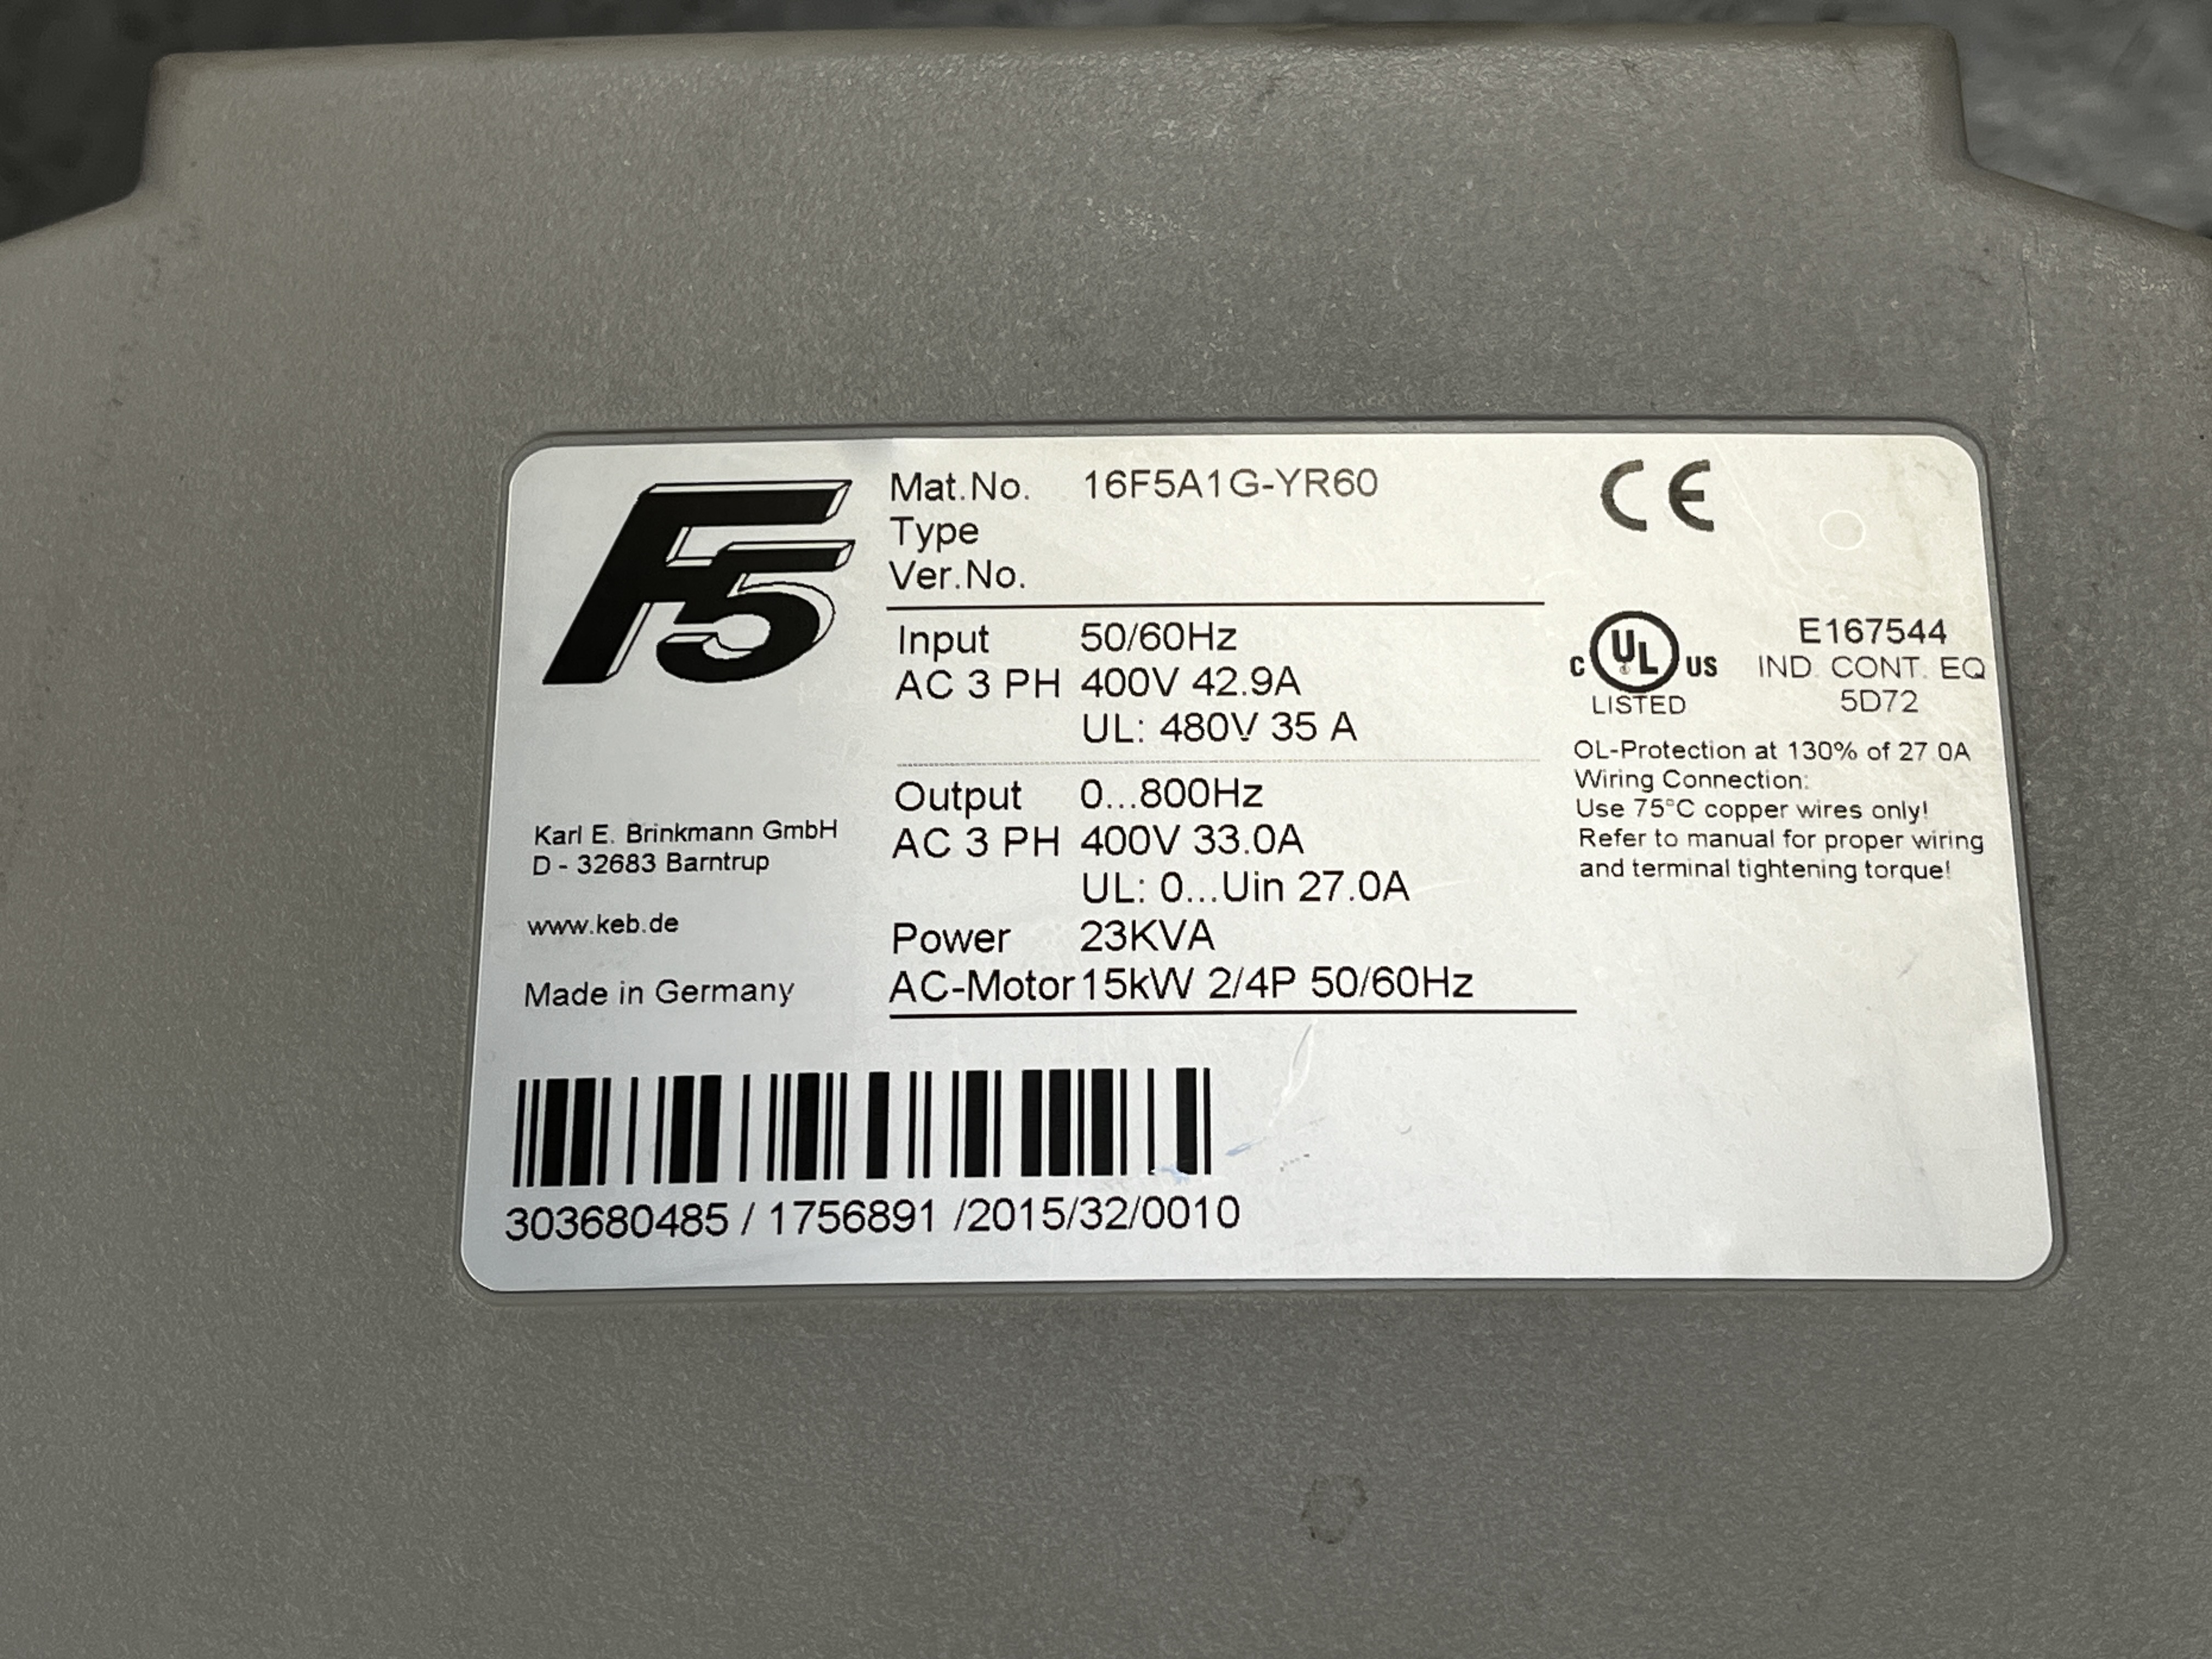 F5
Mat.No. 16F5A1G-YR60
Type
Ver.No.
Input 50/60Hz
AC 3 PH 400V 42.9A
UL: 480V 35 A
Output 0...800Hz
AC 3 PH 400V 33.0A
UL: 0...Uin 27.0A
Power 23KVA
AC-Motor 15kW 2/4P 50/60Hz
Karl E. Brinkmann GmbH
D - 32683 Barntrup
www.keb.de
Made in Germany
303680485 / 1756891 /2015/32/0010
CE
C UL US
LISTED
E167544
IND. CONT. EQ
5D72
OL-Protection at 130% of 27.0A
Wiring Connection:
Use 75°C copper wires only!
Refer to manual for proper wiring
and terminal tightening torque!